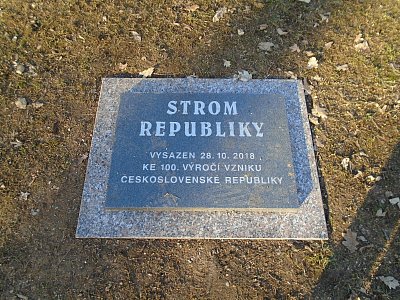 STROM
REPUBLIKY
VYSAZEN 28. 10. 2018
KE 100. VÝROČÍ VZNIKU
ČESKOSLOVENSKÉ REPUBLIKY